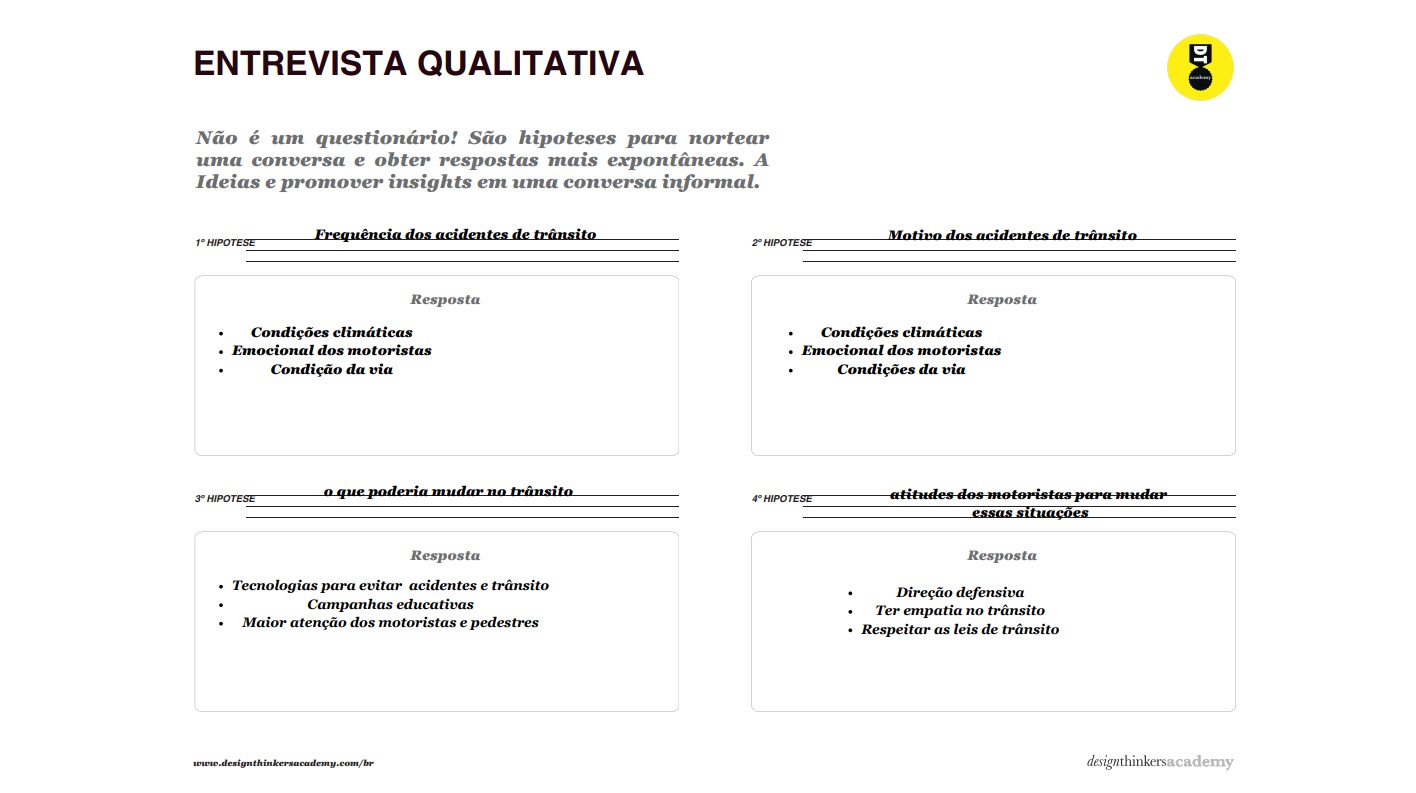 ENTREVISTA QUALITATIVA
DT
academy
Não é um questionário! São hipoteses para nortear
uma conversa e obter respostas mais expontâneas. A
Ideias e promover insights em uma conversa informal.
1º HIPOTESE
Frequência dos acidentes de trânsito
Resposta
• Condições climáticas
• Emocional dos motoristas
• Condição da via
2º HIPOTESE
Motivo dos acidentes de trânsito
Resposta
• Condições climáticas
• Emocional dos motoristas
• Condições da via
3º HIPOTESE
o que poderia mudar no trânsito
Resposta
• Tecnologias para evitar acidentes e trânsito
• Campanhas educativas
• Maior atenção dos motoristas e pedestres
4º HIPOTESE
atitudes dos motoristas para mudar
essas situações
Resposta
• Direção defensiva
• Ter empatia no trânsito
• Respeitar as leis de trânsito
www.designthinkersacademy.com/br
designthinkersacademy